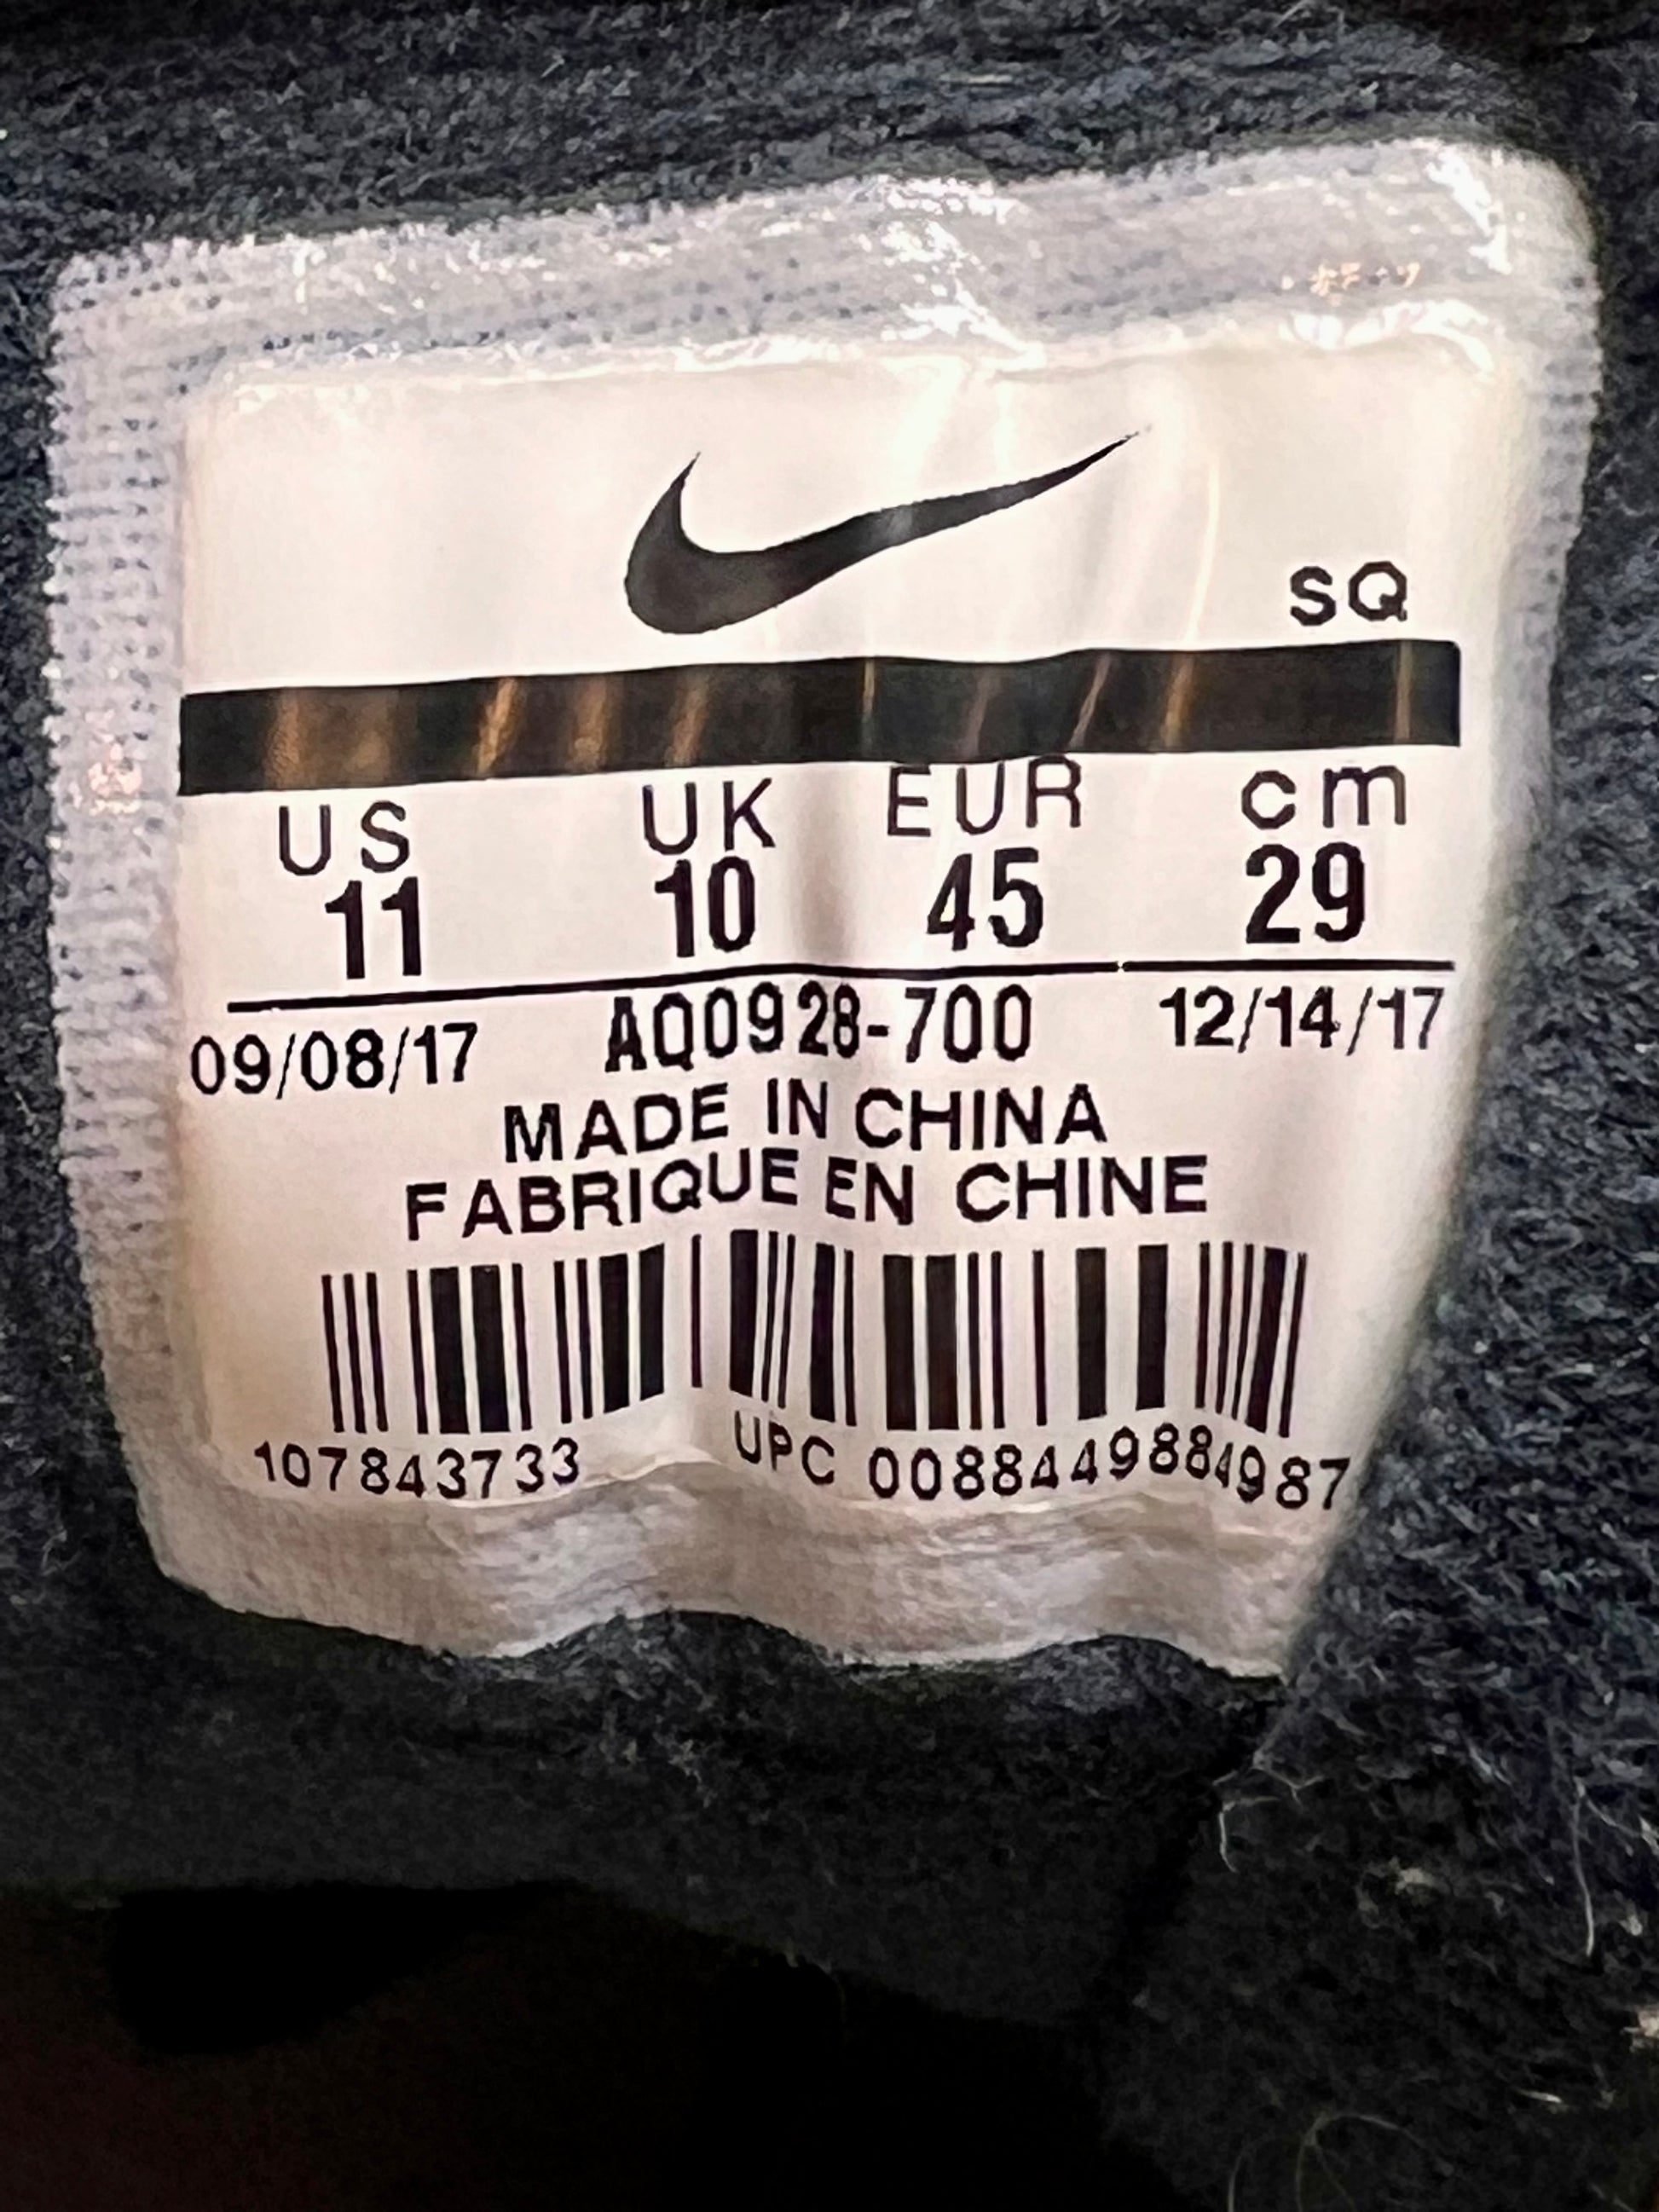 SQ
US UK EUR cm
11 10 45 29
09/08/17 AQ0928-700 12/14/17
MADE IN CHINA
FABRIQUE EN CHINE
107843733 UPC 00884498849​87